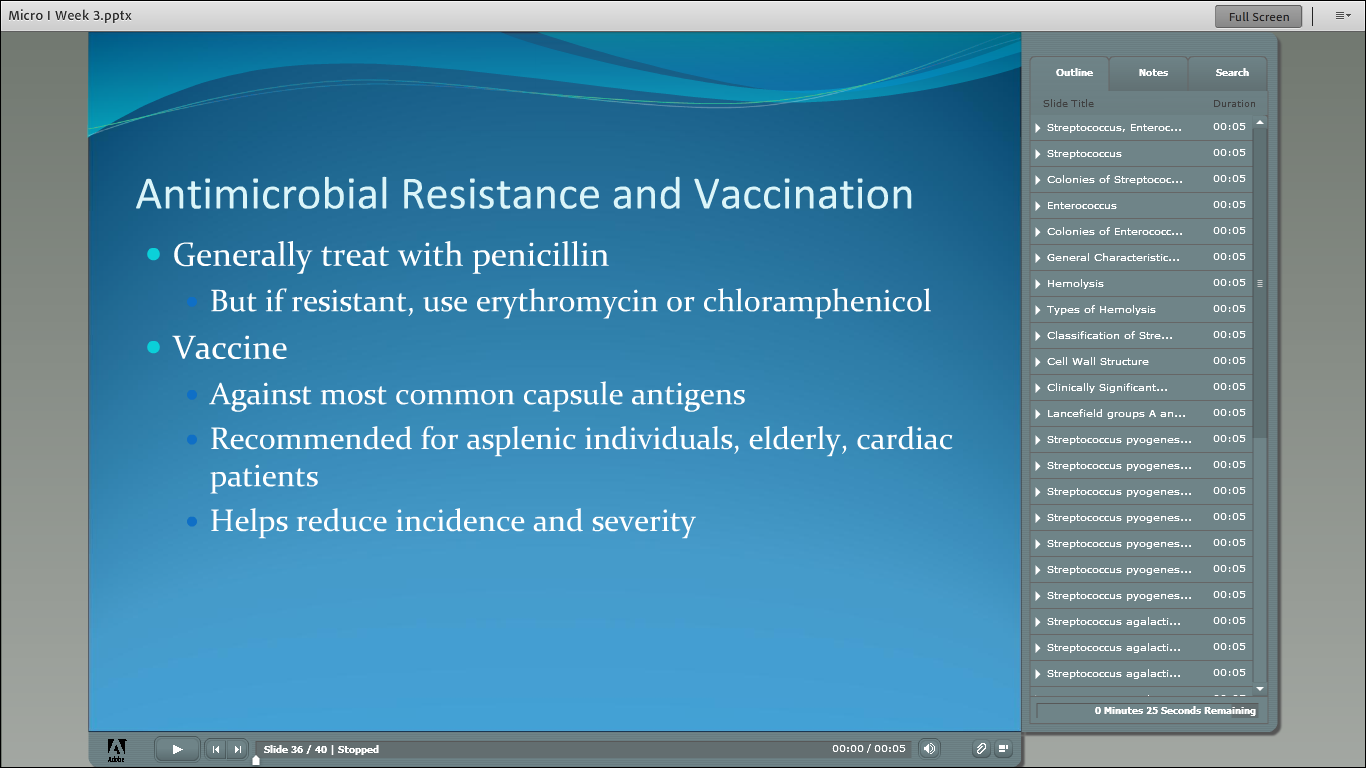 Micro I Week 3.pptx
Full Screen
Antimicrobial Resistance and Vaccination
Generally treat with penicillin
But if resistant, use erythromycin or chloramphenicol
Vaccine
Against most common capsule antigens
Recommended for asplenic individuals, elderly, cardiac
patients
Helps reduce incidence and severity
Outline Notes Search
Slide Title Duration
Streptococcus, Enteroc... 00:05
Streptococcus 00:05
Colonies of Streptococ... 00:05
Enterococcus 00:05
Colonies of Enterococc... 00:05
General Characteristic... 00:05
Hemolysis 00:05
Types of Hemolysis 00:05
Classification of Stre... 00:05
Cell Wall Structure 00:05
Clinically Significant... 00:05
Lancefield groups A an... 00:05
Streptococcus pyogenes... 00:05
Streptococcus pyogenes... 00:05
Streptococcus pyogenes... 00:05
Streptococcus pyogenes... 00:05
Streptococcus pyogenes... 00:05
Streptococcus pyogenes... 00:05
Streptococcus pyogenes... 00:05
Streptococcus agalacti... 00:05
Streptococcus agalacti... 00:05
Streptococcus agalacti... 00:05
0 Minutes 25 Seconds Remaining
Adobe
Slide 36 / 40 | Stopped
00:00 / 00:05